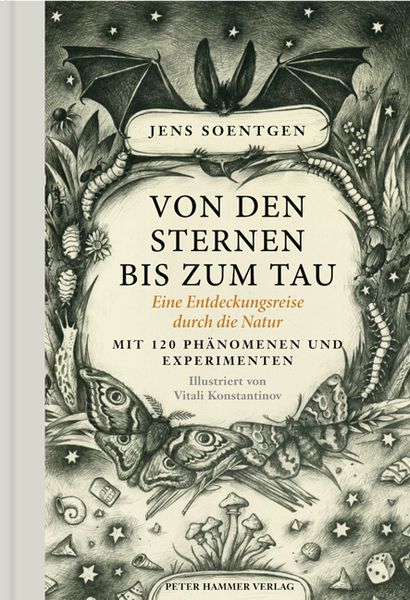 JENS SOENTGEN
VON DEN
STERNEN
BIS ZUM TAU
Eine Entdeckungsreise
durch die Natur
MIT 120 PHÄNOMENEN UND
EXPERIMENTEN
Illustriert von
Vitali Konstantinov
PETER HAMMER VERLAG